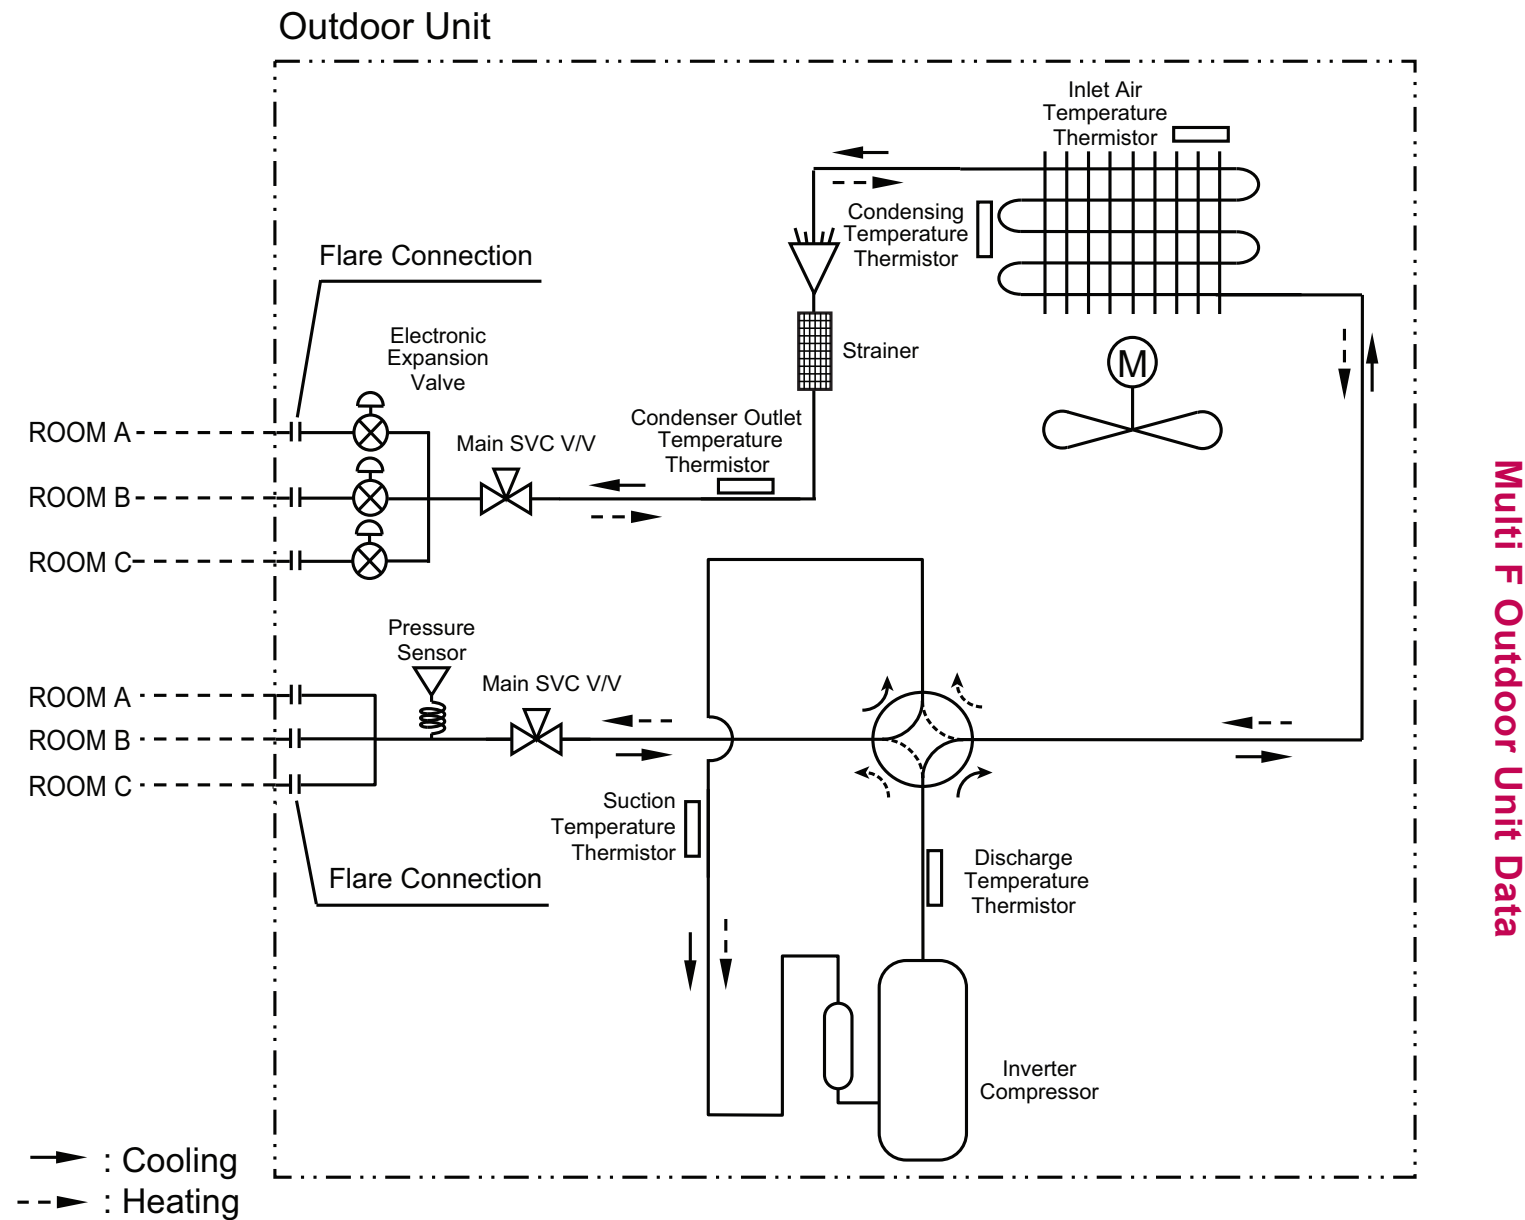 Outdoor Unit
Inlet Air
Temperature
Thermistor
Condensing
Temperature
Thermistor
Flare Connection
Electronic
Expansion
Valve
Strainer
M
Condenser Outlet
Temperature
Thermistor
Main SVC V/V
ROOM A
ROOM B
ROOM C
Pressure
Sensor
Main SVC V/V
ROOM A
ROOM B
ROOM C
Suction
Temperature
Thermistor
Flare Connection
Discharge
Temperature
Thermistor
Inverter
Compressor
: Cooling
: Heating
Multi F Outdoor Unit Data